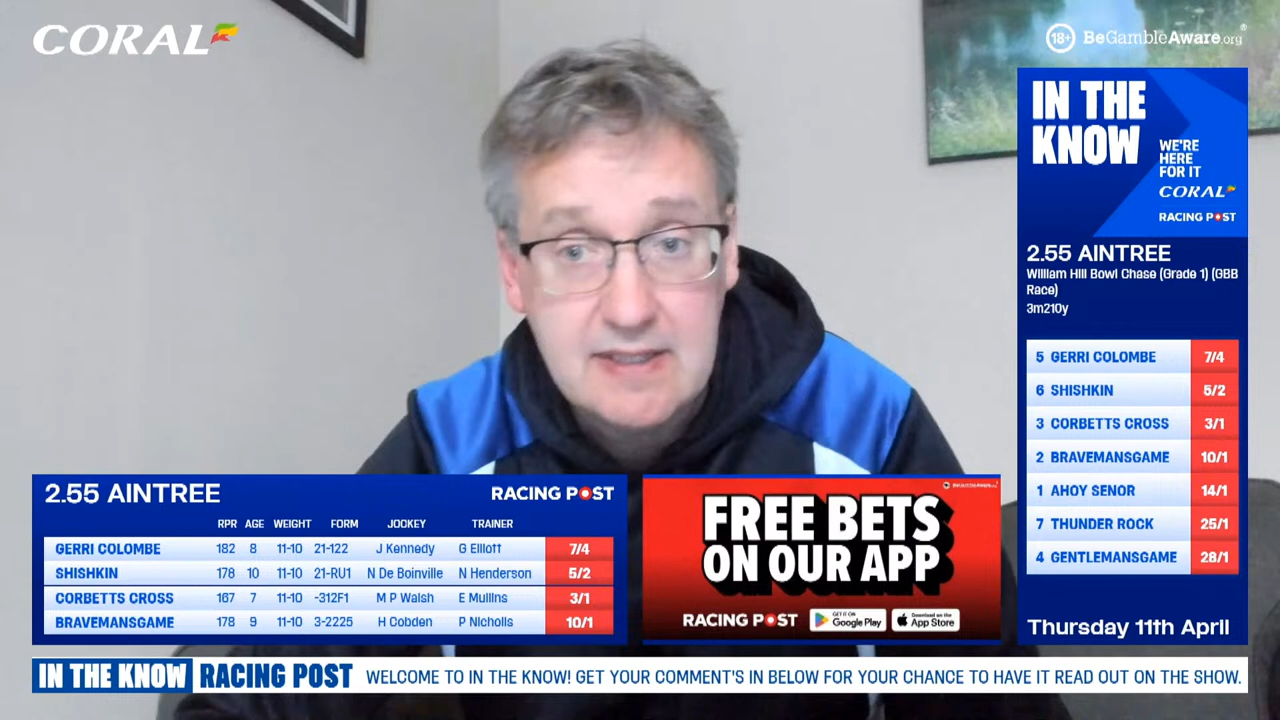 CORAL
18+ BeGambleAware.org®
IN THE
KNOW
WE'RE
HERE
FOR IT
CORAL
RACING POST
2.55 AINTREE
William Hill Bowl Chase (Grade 1) (GBB
Race)
3m210y
5 GERRI COLOMBE 7/4
6 SHISHKIN 5/2
3 CORBETTS CROSS 3/1
2 BRAVEMANSGAME 10/1
1 AHOY SENOR 14/1
7 THUNDER ROCK 25/1
4 GENTLEMANSGAME 28/1
Thursday 11th April
2.55 AINTREE RACING POST
RPR AGE WEIGHT FORM JOCKEY TRAINER
GERRI COLOMBE 182 8 11-10 21-122 J Kennedy G Elliott 7/4
SHISHKIN 178 10 11-10 21-RU1 N De Boinville N Henderson 5/2
CORBETTS CROSS 167 7 11-10 -312F1 M P Walsh E Mullins 3/1
BRAVEMANSGAME 178 9 11-10 3-2225 H Cobden P Nicholls 10/1
FREE BETS
ON OUR APP
RACING POST GET IT ON Google Play Download on the App Store
IN THE KNOW RACING POST WELCOME TO IN THE KNOW! GET YOUR COMMENT'S IN BELOW FOR YOUR CHANCE TO HAVE IT READ OUT ON THE SHOW.